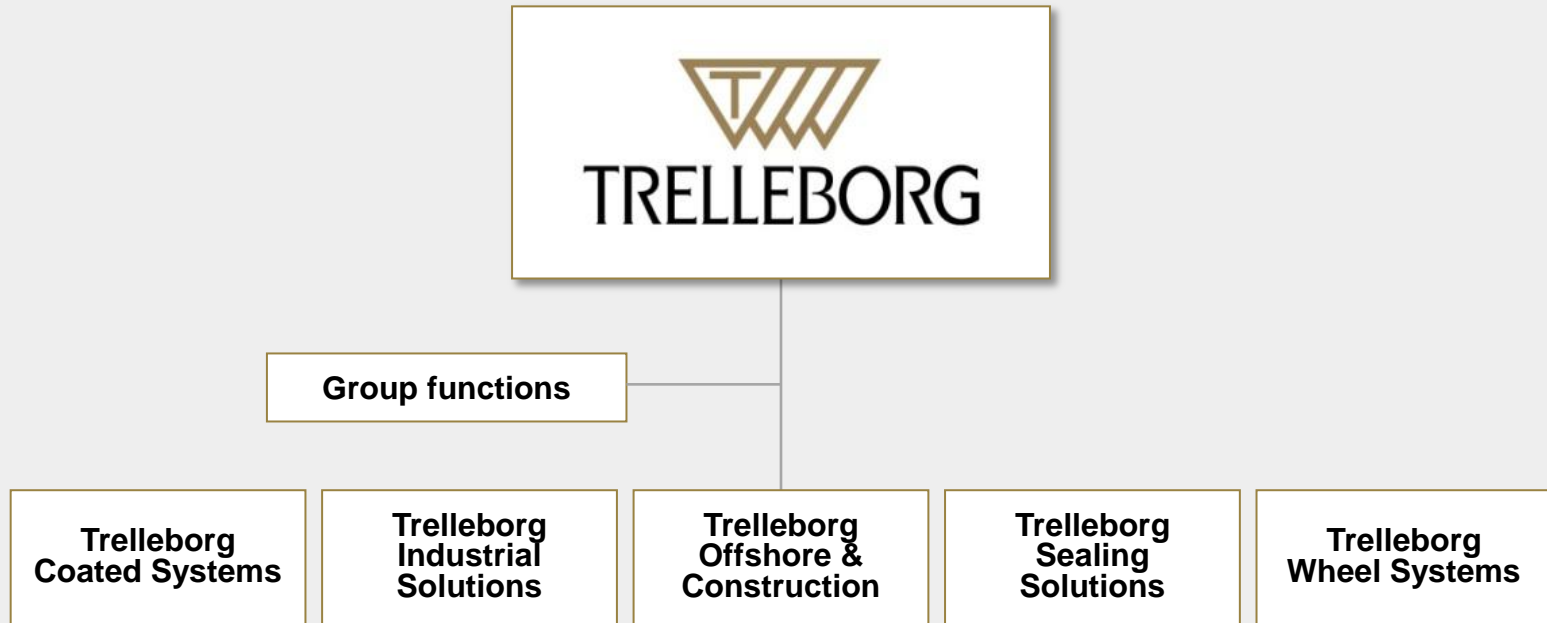 T
TRELLEBORG
Group functions
Trelleborg
Coated Systems
Trelleborg
Industrial
Solutions
Trelleborg
Offshore &
Construction
Trelleborg
Sealing
Solutions
Trelleborg
Wheel Systems